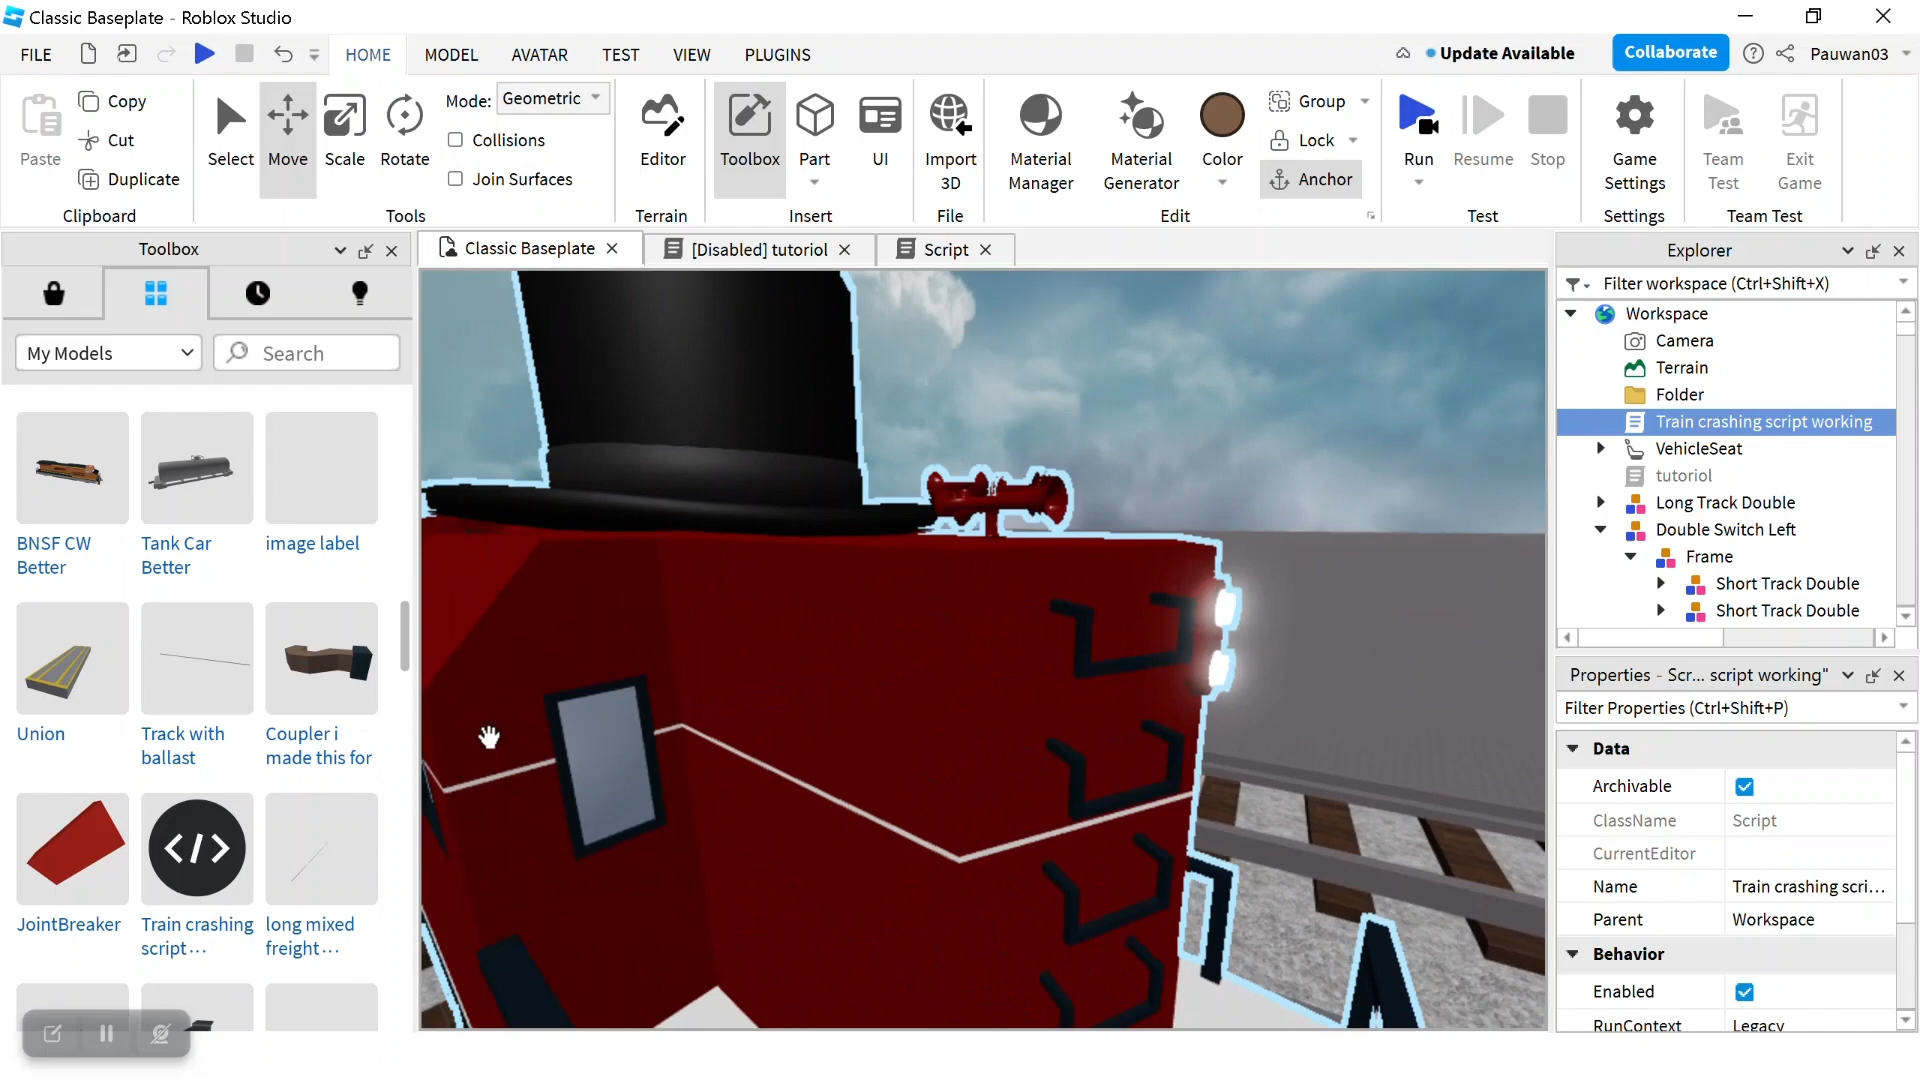 Classic Baseplate - Roblox Studio
FILE
HOME
MODEL
AVATAR
TEST
VIEW
PLUGINS
Update Available
Collaborate
Pauwan03
Paste
Copy
Cut
Duplicate
Clipboard
Select
Move
Scale
Rotate
Mode:
Geometric
Collisions
Join Surfaces
Tools
Editor
Terrain
Toolbox
Part
UI
Insert
Import
3D
File
Material
Manager
Material
Generator
Color
Group
Lock
Anchor
Edit
Run
Resume
Stop
Test
Game
Settings
Settings
Team
Test
Exit
Game
Team Test
Toolbox
My Models
Search
BNSF CW
Better
Tank Car
Better
image label
Union
Track with
ballast
Coupler i
made this for
JointBreaker
Train crashing
script...
long mixed
freight...
Classic Baseplate
[Disabled] tutoriol
Script
Explorer
Filter workspace (Ctrl+Shift+X)
Workspace
Camera
Terrain
Folder
Train crashing script working
VehicleSeat
tutoriol
Long Track Double
Double Switch Left
Frame
Short Track Double
Short Track Double
Properties - Scr... script working"
Filter Properties (Ctrl+Shift+P)
Data
Archivable
ClassName Script
CurrentEditor
Name Train crashing scri...
Parent Workspace
Behavior
Enabled
RunContext Legacy